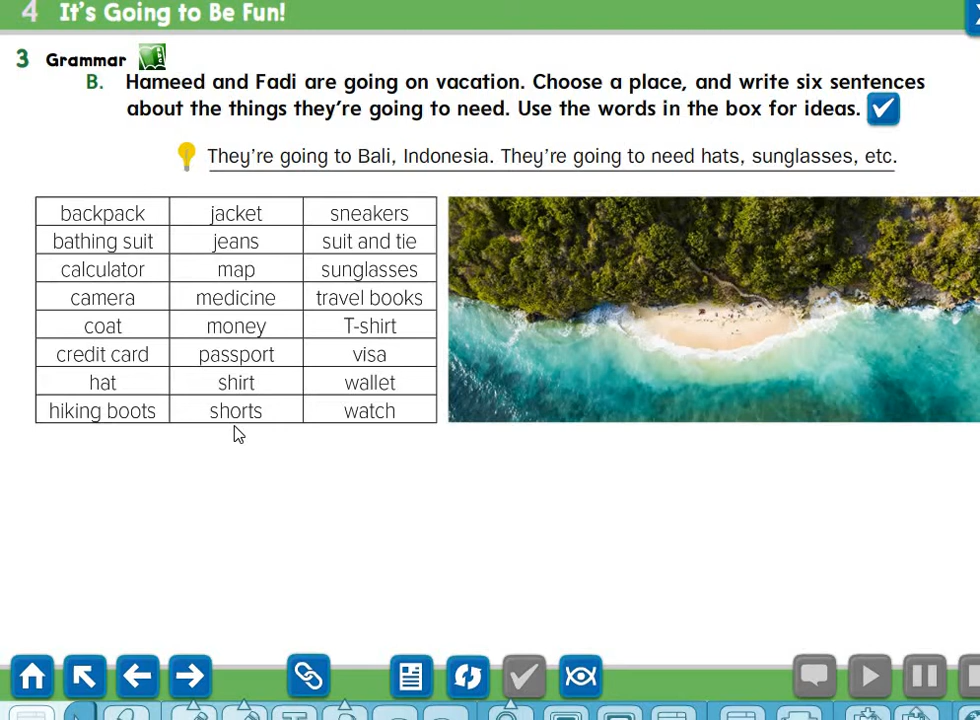 4 It's Going to Be Fun!
3 Grammar
B. Hameed and Fadi are going on vacation. Choose a place, and write six sentences
about the things they're going to need. Use the words in the box for ideas.
They're going to Bali, Indonesia. They're going to need hats, sunglasses, etc.
backpack jacket sneakers
bathing suit jeans suit and tie
calculator map sunglasses
camera medicine travel books
coat money T-shirt
credit card passport visa
hat shirt wallet
hiking boots shorts watch